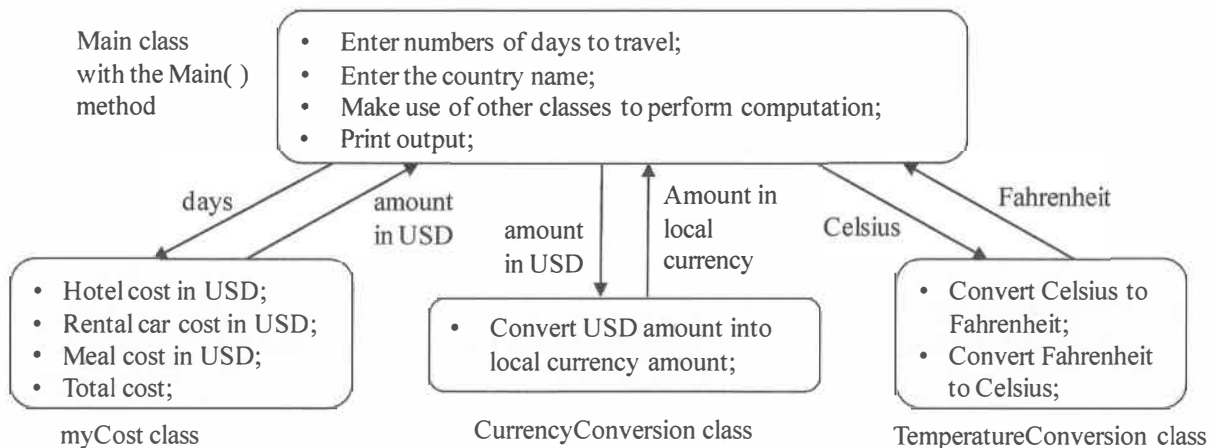 Main class
with the Main( )
method
• Enter numbers of days to travel;
• Enter the country name;
• Make use of other classes to perform computation;
• Print output;
days
amount
in USD
amount
in USD
Amount in
local
currency
Celsius
Fahrenheit
• Hotel cost in USD;
• Rental car cost in USD;
• Meal cost in USD;
• Total cost;
myCost class
• Convert USD amount into
local currency amount;
CurrencyConversion class
• Convert Celsius to
Fahrenheit;
• Convert Fahrenheit
to Celsius;
TemperatureConversion class